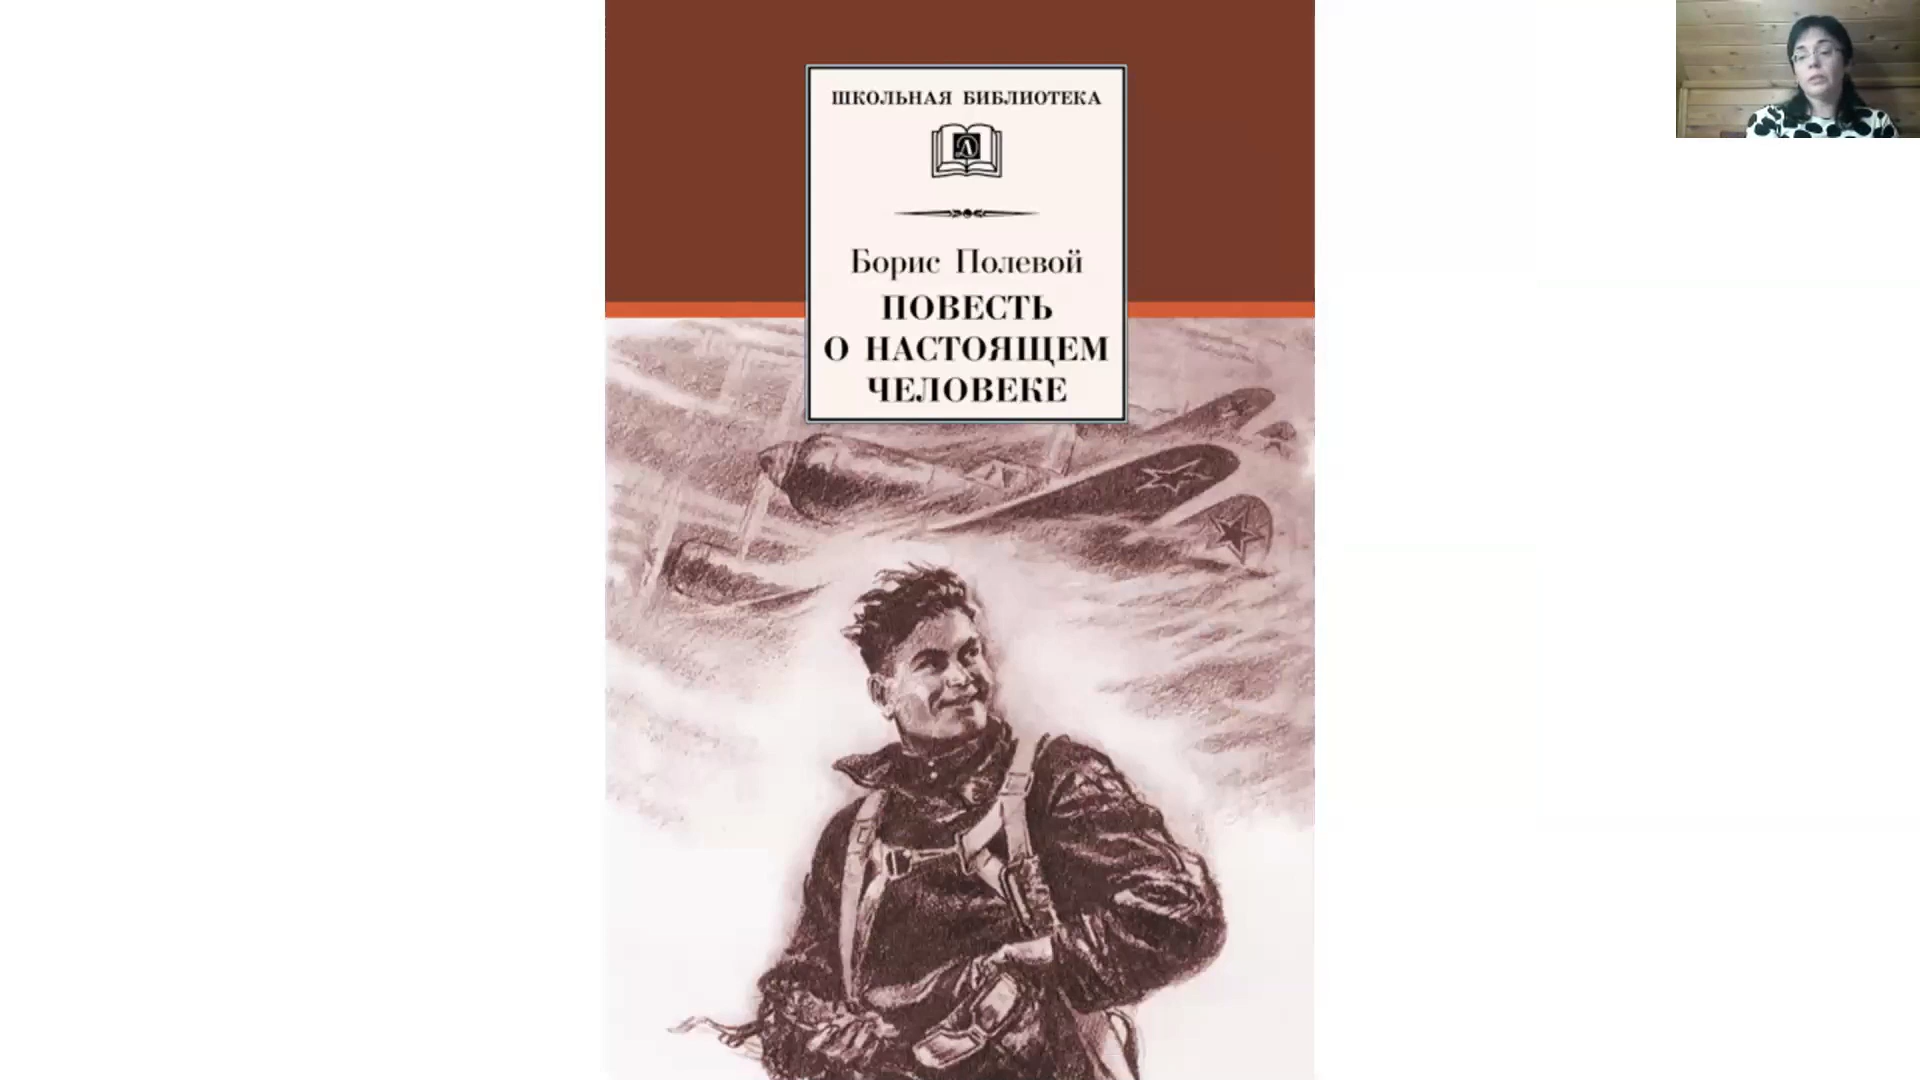 ШКОЛЬНАЯ БИБЛИОТЕКА
Борис Полевой
ПОВЕСТЬ
О НАСТОЯЩЕМ
ЧЕЛОВЕКЕ